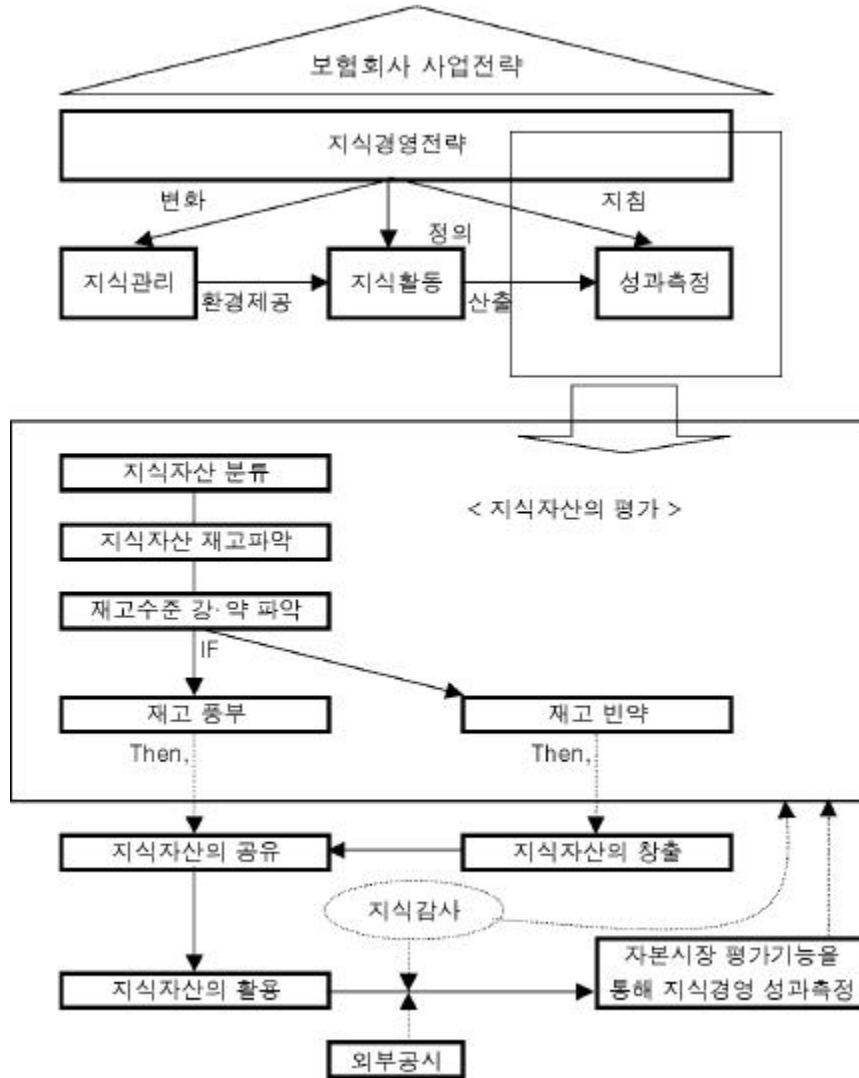 보험회사 사업전략
지식경영전략
변화
지침
정의
지식관리
지식활동
성과측정
환경제공
산출
지식자산 분류
< 지식자산의 평가 >
지식자산 재고파악
재고수준 강·약 파악
IF
재고 풍부
재고 빈약
Then,
Then,
지식자산의 공유
지식자산의 창출
지식감사
자본시장 평가기능을
통해 지식경영 성과측정
지식자산의 활용
외부공시